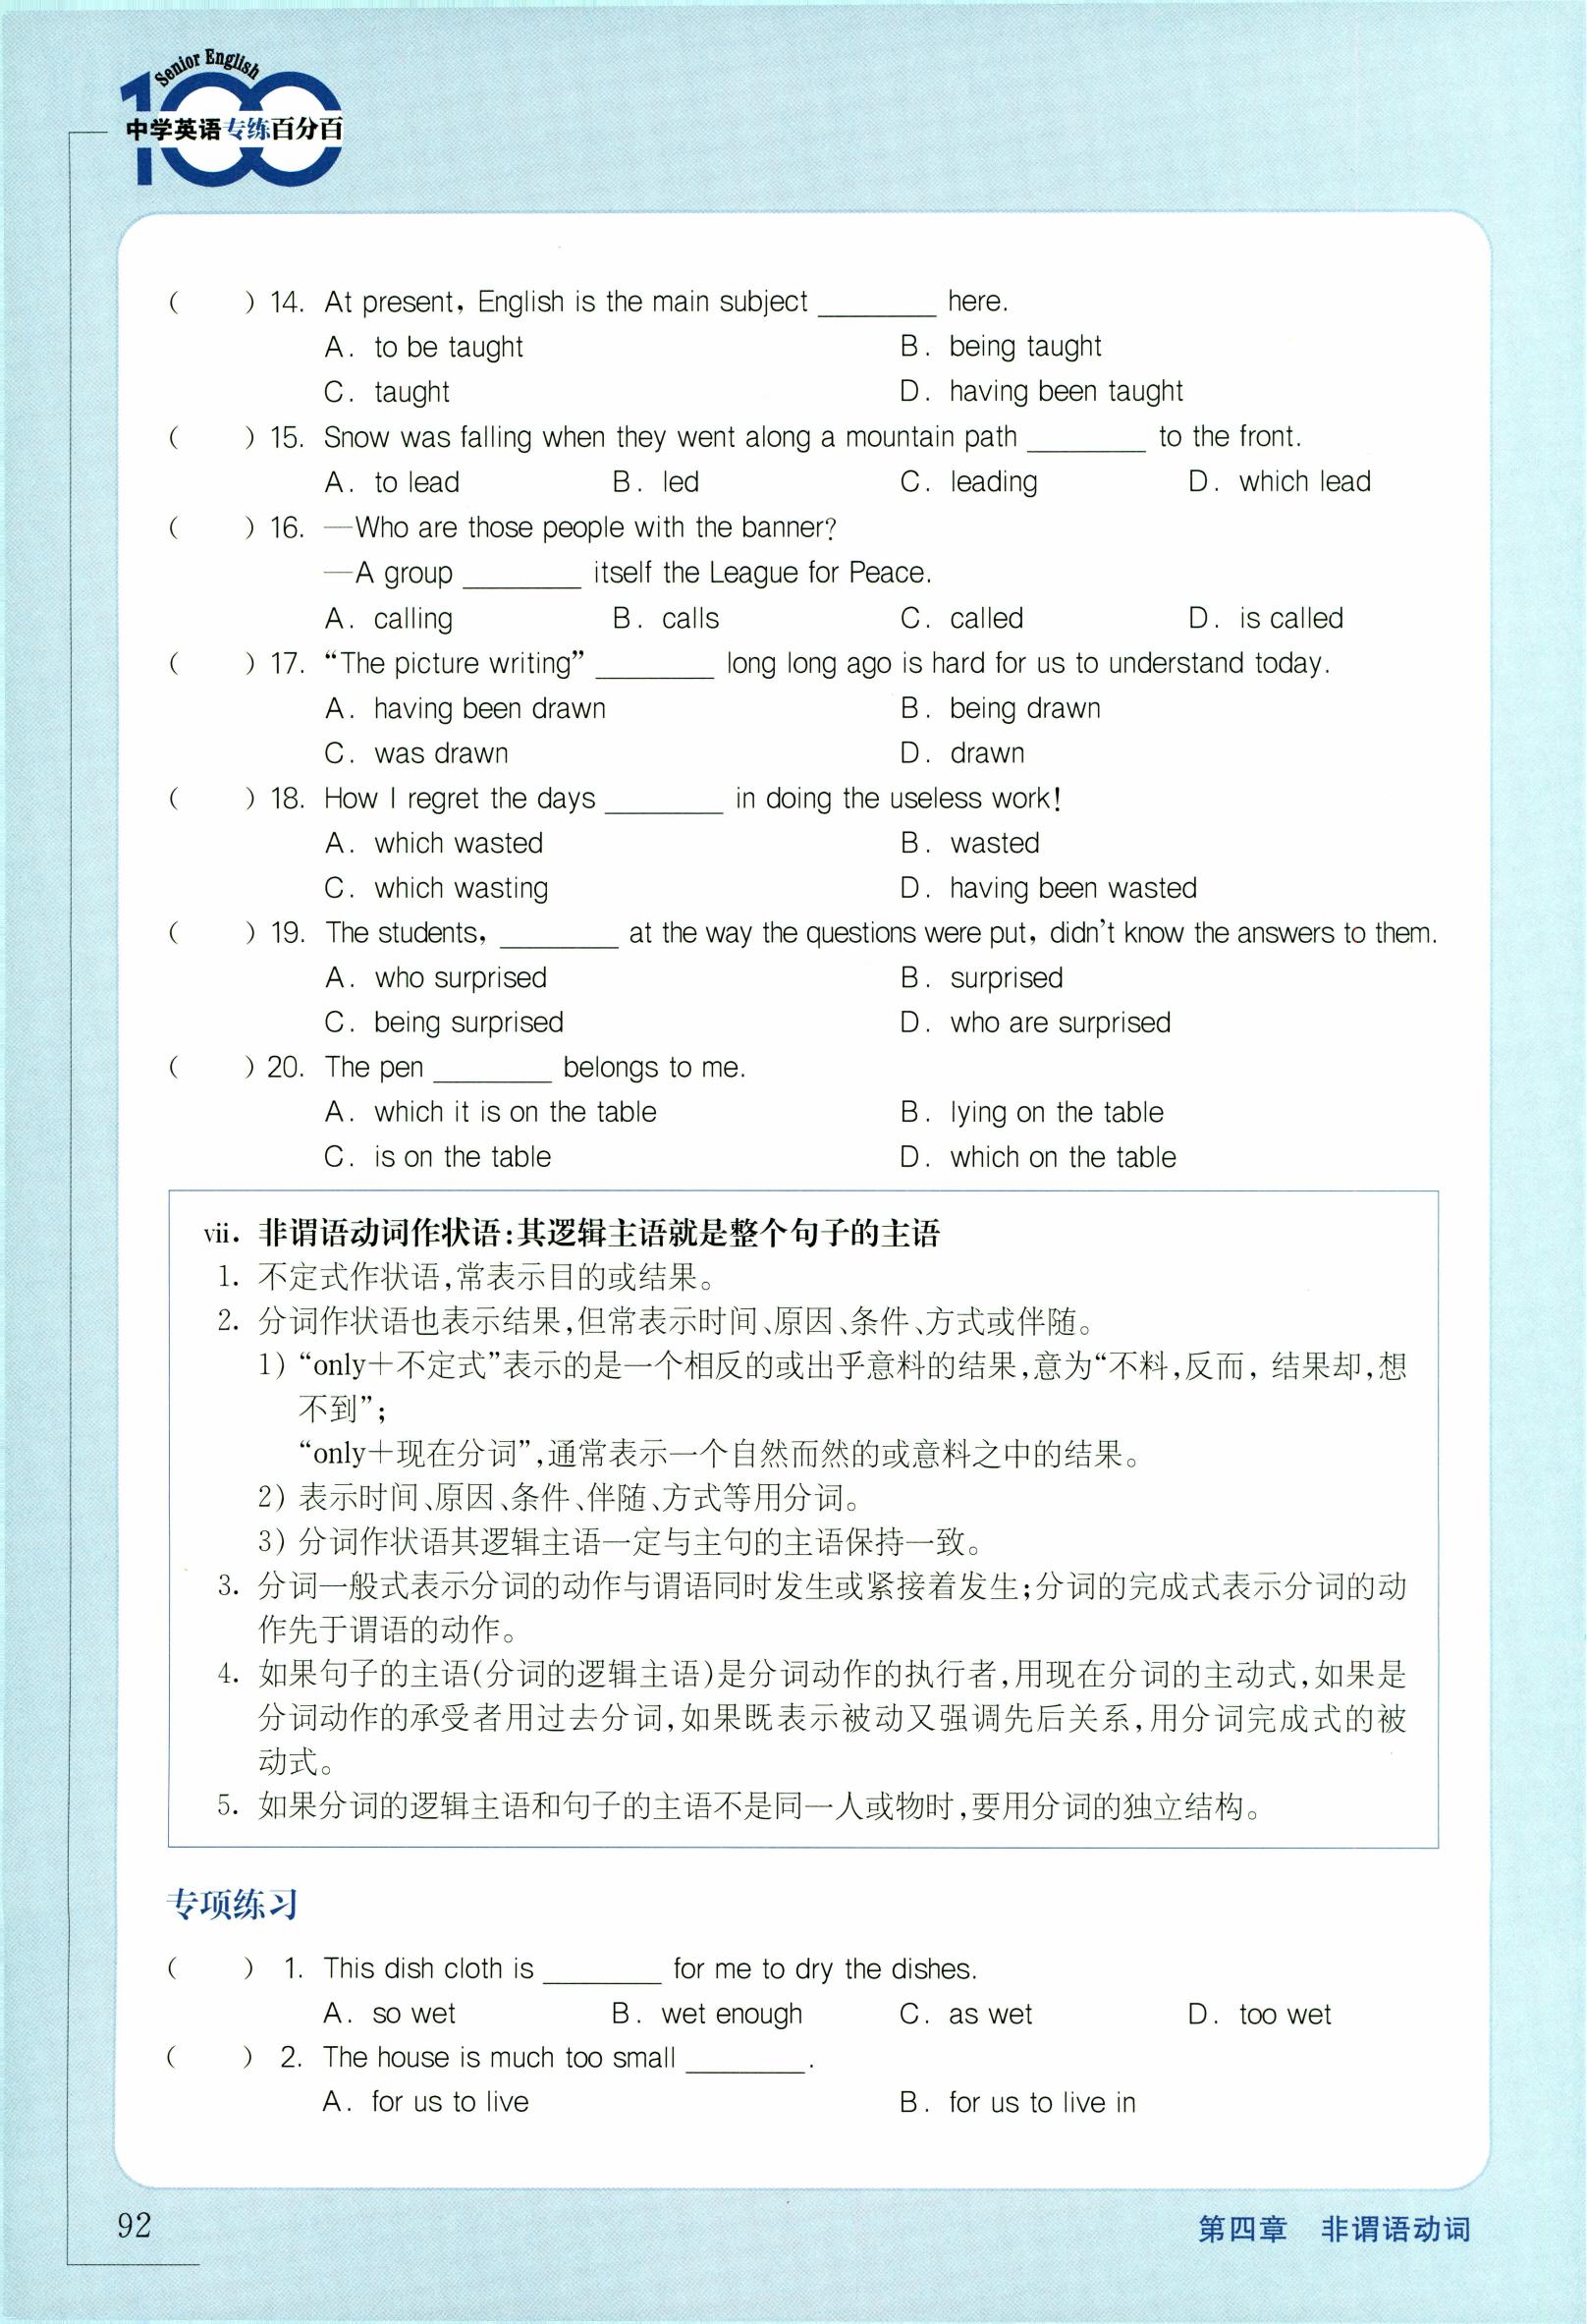 Senior English
100
中学英语专练百分百
(    ) 14. At present, English is the main subject ________ here.
A. to be taught B. being taught
C. taught D. having been taught
(    ) 15. Snow was falling when they went along a mountain path ________ to the front.
A. to lead B. led C. leading D. which lead
(    ) 16. —Who are those people with the banner?
—A group ________ itself the League for Peace.
A. calling B. calls C. called D. is called
(    ) 17. “The picture writing” ________ long long ago is hard for us to understand today.
A. having been drawn B. being drawn
C. was drawn D. drawn
(    ) 18. How I regret the days ________ in doing the useless work!
A. which wasted B. wasted
C. which wasting D. having been wasted
(    ) 19. The students, ________ at the way the questions were put, didn't know the answers to them.
A. who surprised B. surprised
C. being surprised D. who are surprised
(    ) 20. The pen ________ belongs to me.
A. which it is on the table B. lying on the table
C. is on the table D. which on the table
vii. 非谓语动词作状语:其逻辑主语就是整个句子的主语
1. 不定式作状语,常表示目的或结果。
2. 分词作状语也表示结果,但常表示时间、原因、条件、方式或伴随。
1) “only+不定式”表示的是一个相反的或出乎意料的结果,意为“不料,反而, 结果却,想
不到”;
“only+现在分词”,通常表示一个自然而然的或意料之中的结果。
2) 表示时间、原因、条件、伴随、方式等用分词。
3) 分词作状语其逻辑主语一定与主句的主语保持一致。
3. 分词一般式表示分词的动作与谓语同时发生或紧接着发生;分词的完成式表示分词的动
作先于谓语的动作。
4. 如果句子的主语(分词的逻辑主语)是分词动作的执行者,用现在分词的主动式,如果是
分词动作的承受者用过去分词,如果既表示被动又强调先后关系,用分词完成式的被
动式。
5. 如果分词的逻辑主语和句子的主语不是同一人或物时,要用分词的独立结构。
专项练习
(    ) 1. This dish cloth is ________ for me to dry the dishes.
A. so wet B. wet enough C. as wet D. too wet
(    ) 2. The house is much too small ________.
A. for us to live B. for us to live in
92
第四章 非谓语动词